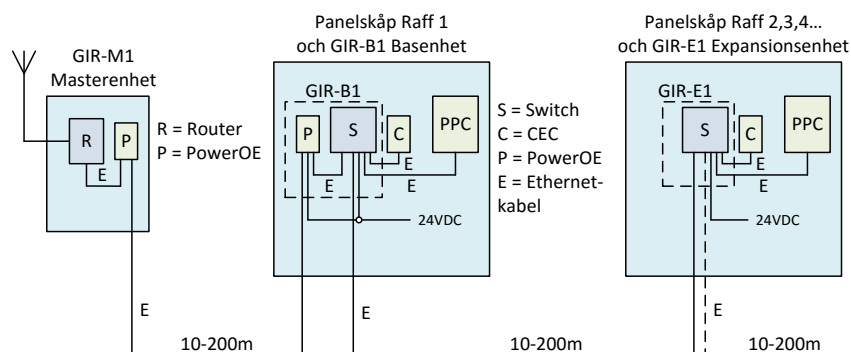 GIR-M1
Masterenhet
R
P
E
R = Router
P = PowerOE
E
10-200m
Panelskåp Raff 1
och GIR-B1 Basenhet
GIR-B1
P
S
C
PPC
E
E
E
24VDC
S = Switch
C = CEC
P = PowerOE
E = Ethernet-
kabel
E
10-200m
Panelskåp Raff 2,3,4...
och GIR-E1 Expansionsenhet
GIR-E1
S
C
PPC
E
E
24VDC
E
10-200m